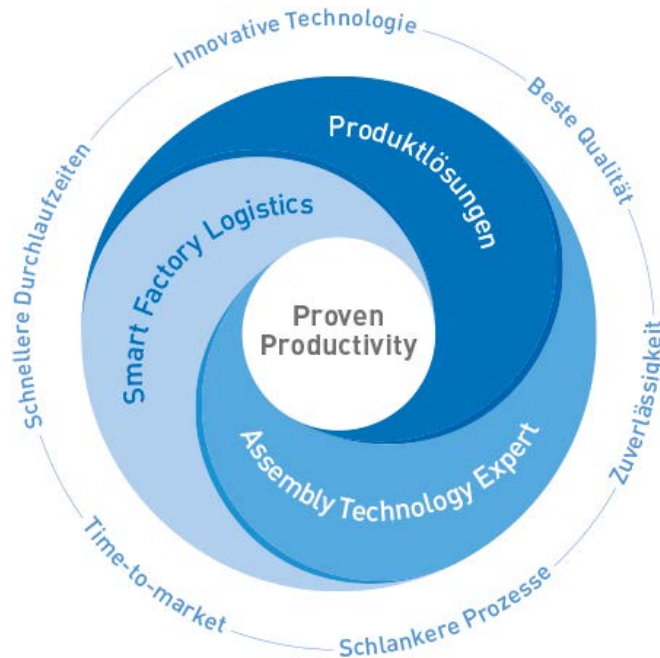 Innovative Technologie
Beste Qualität
Zuverlässigkeit
Schlankere Prozesse
Time-to-market
Schnellere Durchlaufzeiten
Produktlösungen
Smart Factory Logistics
Assembly Technology Expert
Proven
Productivity